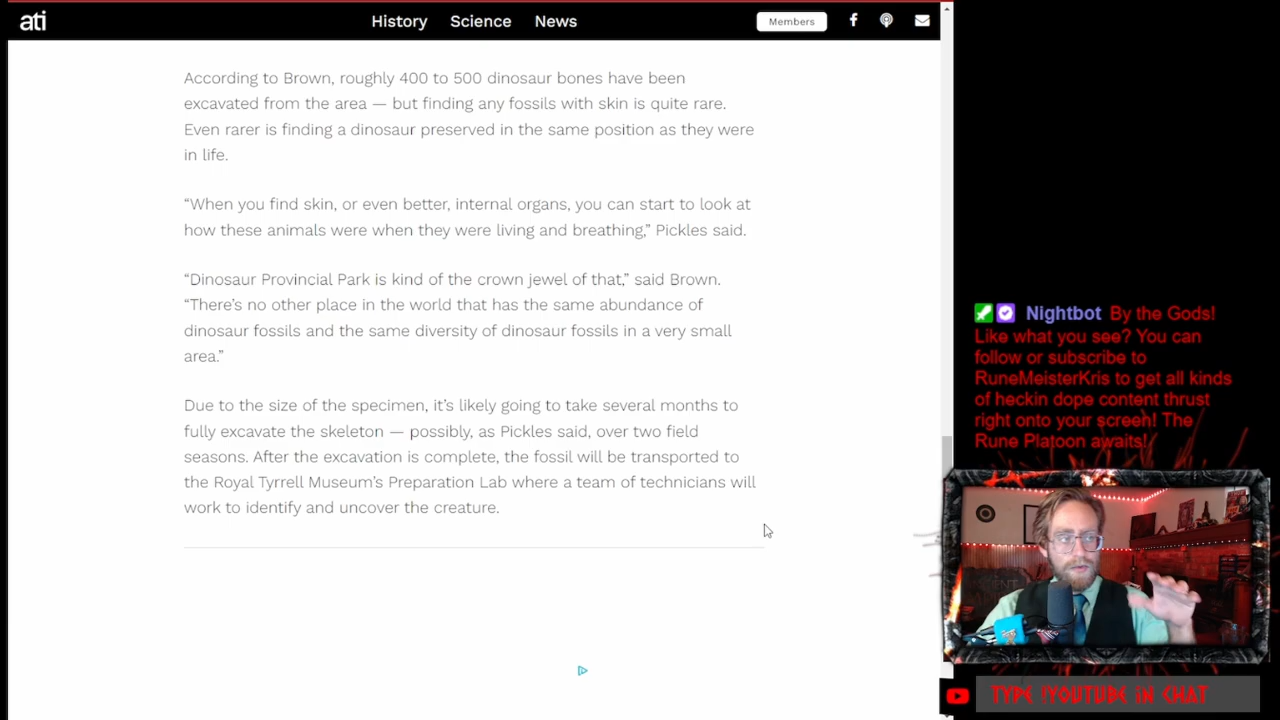 ati
History Science News
Members
According to Brown, roughly 400 to 500 dinosaur bones have been
excavated from the area — but finding any fossils with skin is quite rare.
Even rarer is finding a dinosaur preserved in the same position as they were
in life.
“When you find skin, or even better, internal organs, you can start to look at
how these animals were when they were living and breathing,” Pickles said.
“Dinosaur Provincial Park is kind of the crown jewel of that,” said Brown.
“There’s no other place in the world that has the same abundance of
dinosaur fossils and the same diversity of dinosaur fossils in a very small
area.”
Due to the size of the specimen, it’s likely going to take several months to
fully excavate the skeleton — possibly, as Pickles said, over two field
seasons. After the excavation is complete, the fossil will be transported to
the Royal Tyrrell Museum’s Preparation Lab where a team of technicians will
work to identify and uncover the creature.
Nightbot By the Gods!
Like what you see? You can
follow or subscribe to
RuneMeisterKris to get all kinds
of heckin dope content thrust
right onto your screen! The
Rune Platoon awaits!
TYPE !YOUTUBE IN CHAT